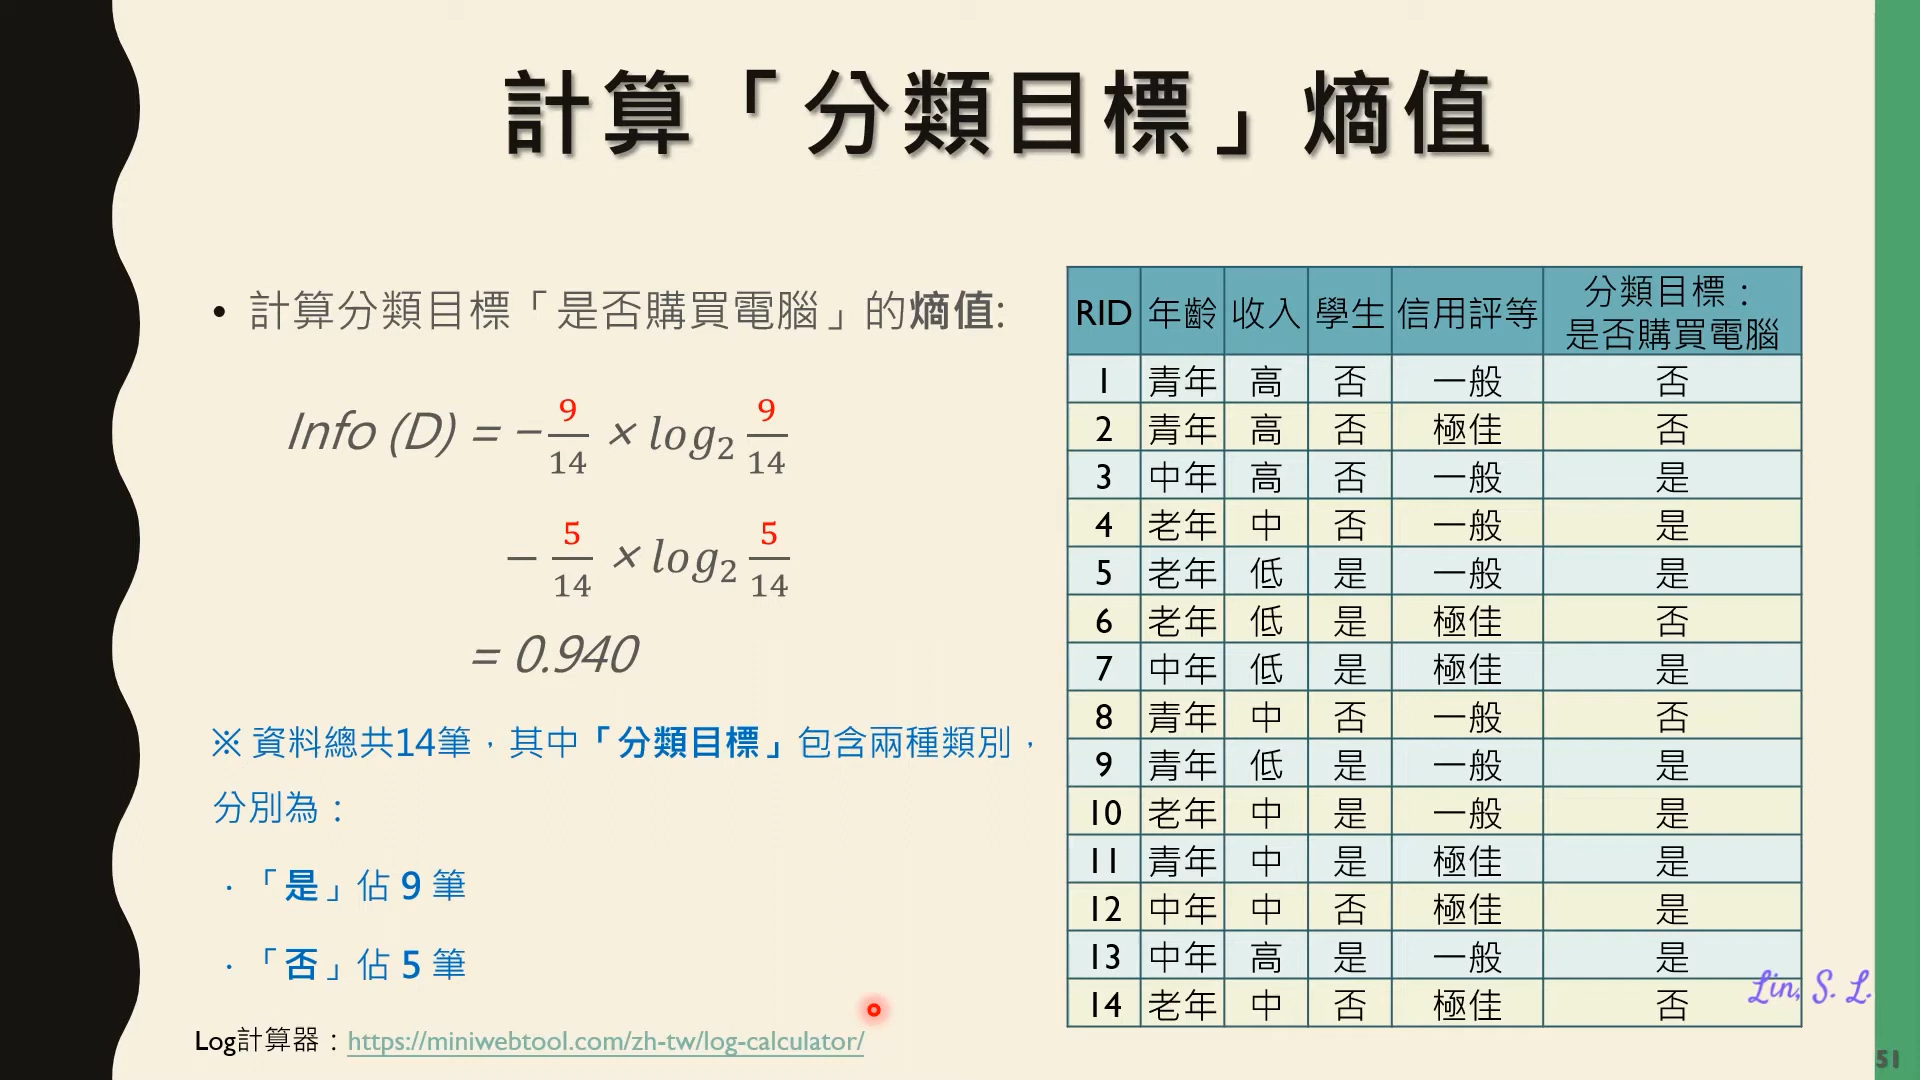 計算「分類目標」熵值
• 計算分類目標「是否購買電腦」的熵值:
Info (D) = − 9/14 × log₂ 9/14
− 5/14 × log₂ 5/14
= 0.940
※ 資料總共14筆，其中「分類目標」包含兩種類別，
分別為：
．「是」佔 9 筆
．「否」佔 5 筆
Log計算器：https://miniwebtool.com/zh-tw/log-calculator/
RID 年齡 收入 學生 信用評等 分類目標：
是否購買電腦
1 青年 高 否 一般 否
2 青年 高 否 極佳 否
3 中年 高 否 一般 是
4 老年 中 否 一般 是
5 老年 低 是 一般 是
6 老年 低 是 極佳 否
7 中年 低 是 極佳 是
8 青年 中 否 一般 否
9 青年 低 是 一般 是
10 老年 中 是 一般 是
11 青年 中 是 極佳 是
12 中年 中 否 極佳 是
13 中年 高 是 一般 是
14 老年 中 否 極佳 否
Lin, S. L.
51